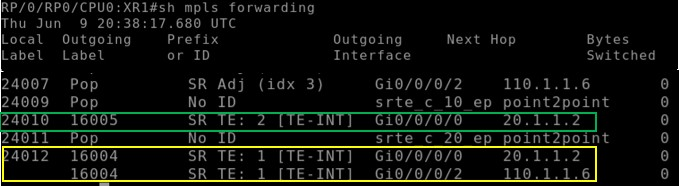 RP/0/RP0/CPU0:XR1#sh mpls forwarding
Thu Jun  9 20:38:17.680 UTC
Local  Outgoing    Prefix             Outgoing     Next Hop        Bytes
Label  Label       or ID              Interface                    Switched
24007  Pop         SR Adj (idx 3)     Gi0/0/0/2    110.1.1.6       0
24009  Pop         No ID              srte_c_10_ep point2point     0
24010  16005       SR TE: 2 [TE-INT]  Gi0/0/0/0    20.1.1.2        0
24011  Pop         No ID              srte_c_20_ep point2point     0
24012  16004       SR TE: 1 [TE-INT]  Gi0/0/0/0    20.1.1.2        0
       16004       SR TE: 1 [TE-INT]  Gi0/0/0/2    110.1.1.6       0